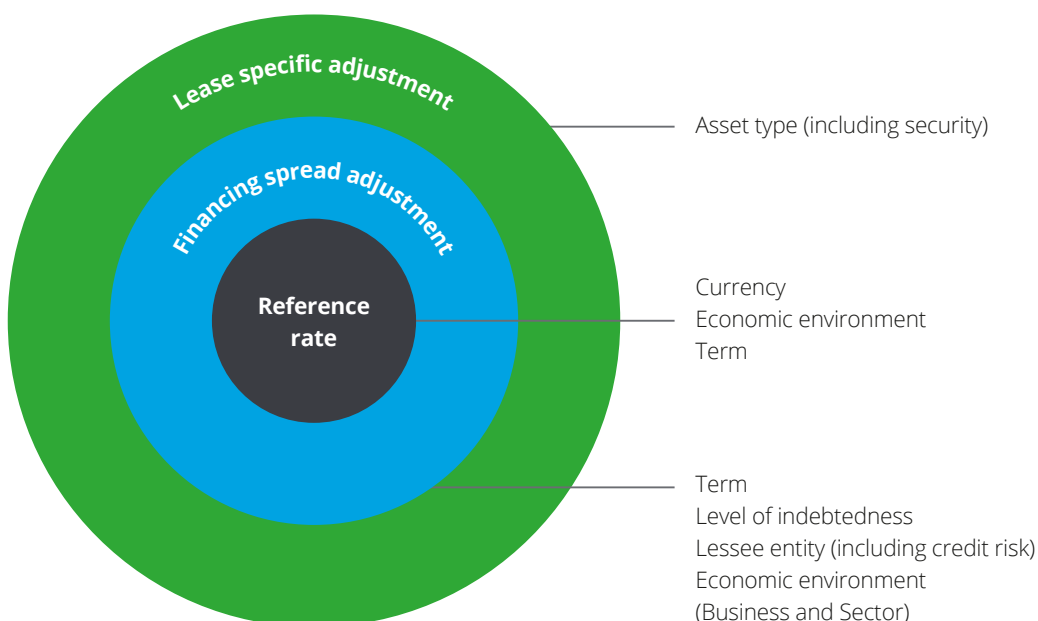 Lease specific adjustment
Asset type (including security)
Financing spread adjustment
Reference
rate
Currency
Economic environment
Term
Term
Level of indebtedness
Lessee entity (including credit risk)
Economic environment
(Business and Sector)